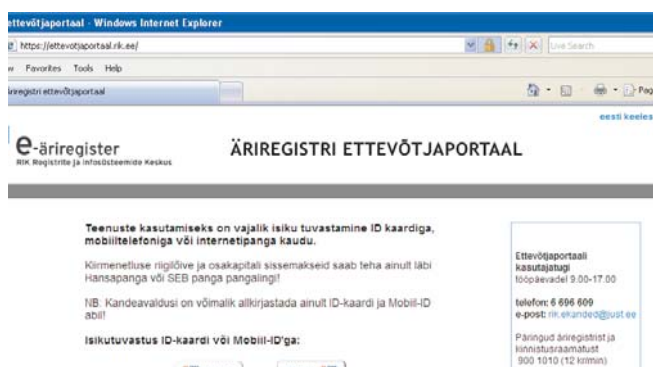 ettevõtjaportaal - Windows Internet Explorer
https://ettevotjaportaal.rik.ee/
Live Search
Favorites Tools Help
äriregistri ettevõtjaportaal
Pag
eesti keeles
e-äriregister
RIK Registrite ja Infosüsteemide Keskus
ÄRIREGISTRI ETTEVÕTJAPORTAAL
Teenuste kasutamiseks on vajalik isiku tuvastamine ID kaardiga,
mobiiltelefoniga või internetipanga kaudu.
Kiirmenetluse riigilõive ja osakapitali sissemakseid saab teha ainult läbi
Hansapanga või SEB panga pangalingi!
NB: Kandeavaldusi on võimalik allkirjastada ainult ID-kaardi ja Mobiil-ID
abil!
Isikutuvastus ID-kaardi või Mobiil-ID'ga:
Ettevõtjaportaali
kasutajatugi
tööpäevadel 9.00-17.00
telefon: 6 696 609
e-post: rik.ekanded@just.ee
Päringud äriregistrist ja
kinnistusraamatust
900 1010 (12 kr/min)